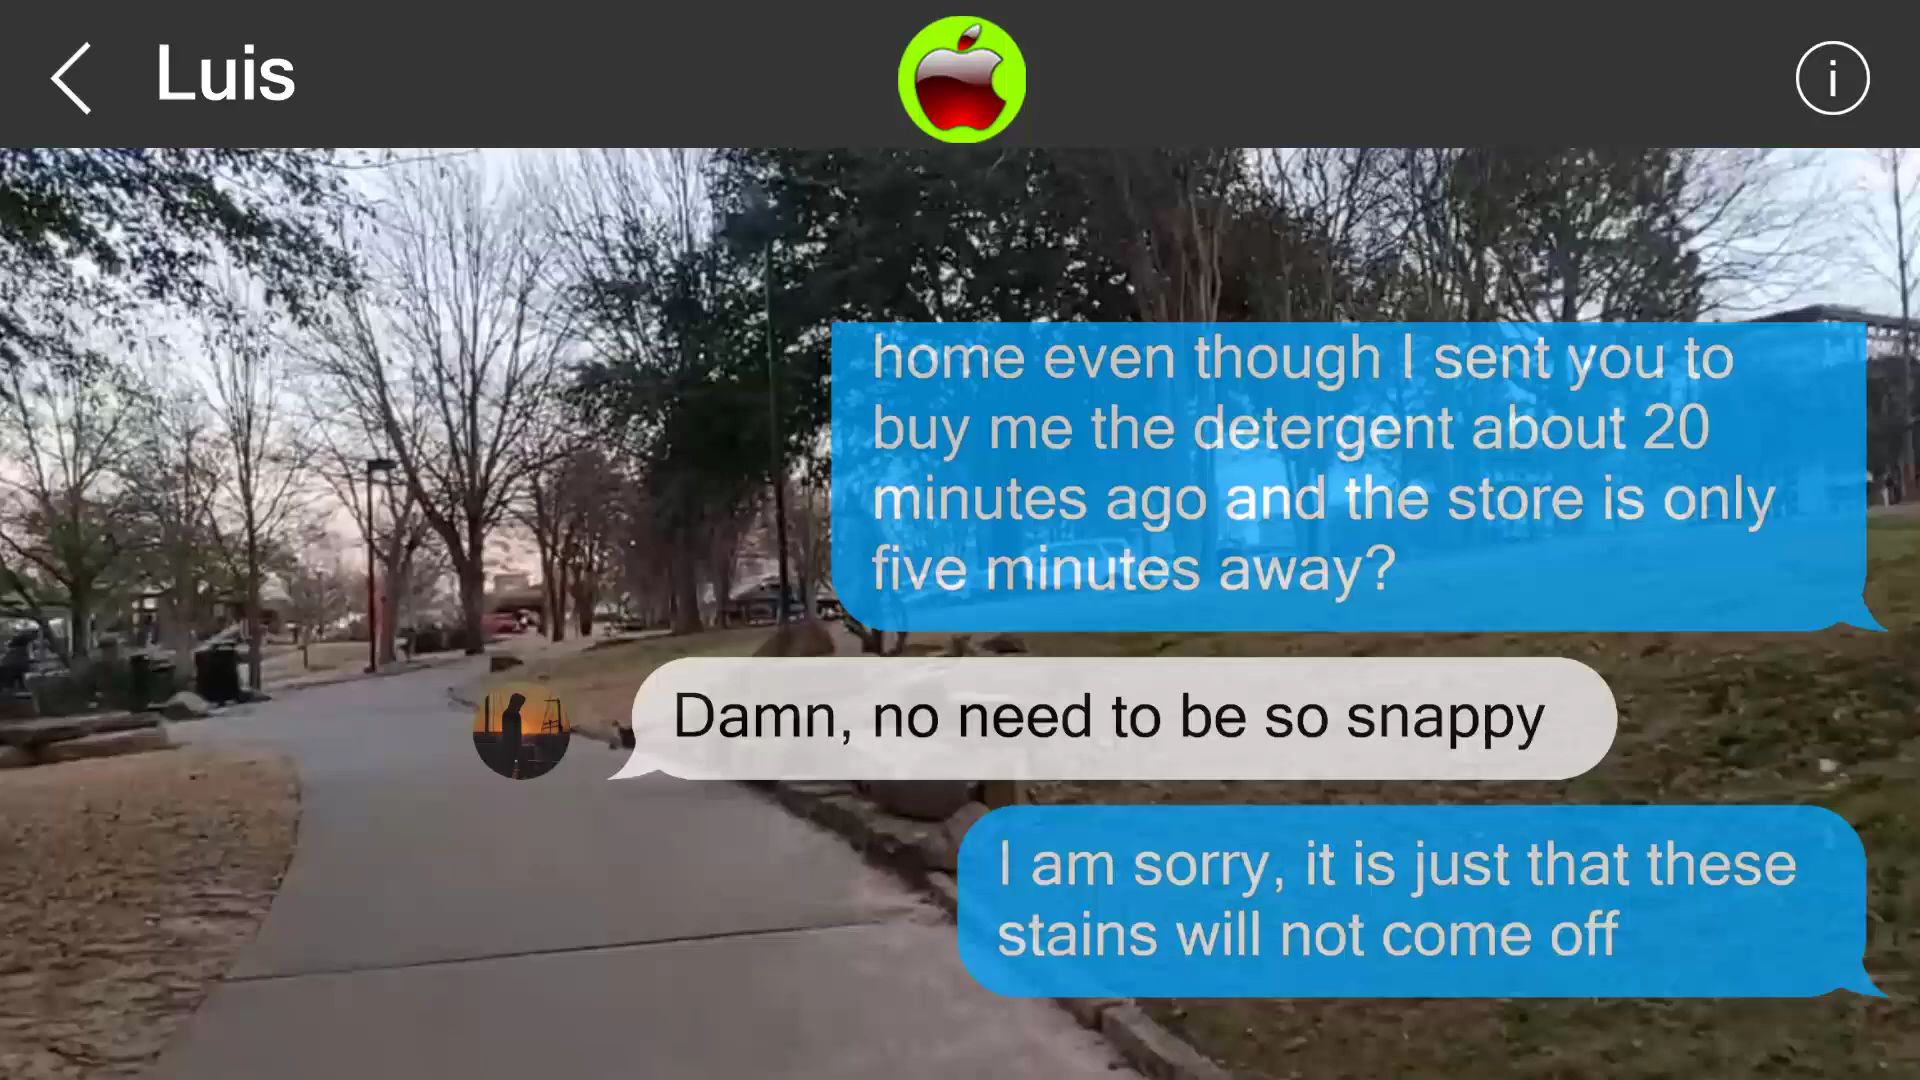 Luis
home even though I sent you to
buy me the detergent about 20
minutes ago and the store is only
five minutes away?
Damn, no need to be so snappy
I am sorry, it is just that these
stains will not come off